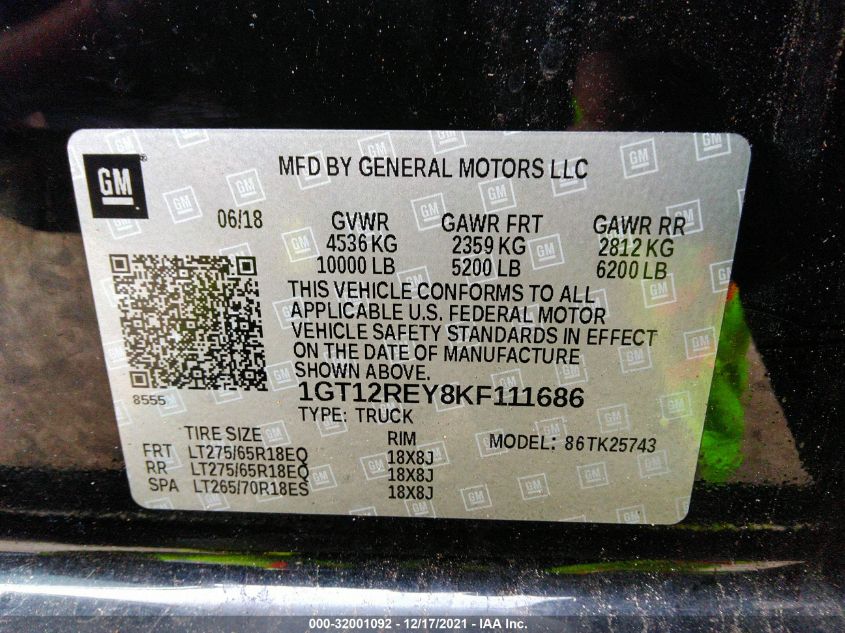 GM
MFD BY GENERAL MOTORS LLC
06/18 GVWR GAWR FRT GAWR RR
4536 KG 2359 KG 2812 KG
10000 LB 5200 LB 6200 LB
THIS VEHICLE CONFORMS TO ALL
APPLICABLE U.S. FEDERAL MOTOR
VEHICLE SAFETY STANDARDS IN EFFECT
ON THE DATE OF MANUFACTURE
SHOWN ABOVE.
8555
1GT12REY8KF111686
TYPE: TRUCK
TIRE SIZE RIM MODEL: 86TK25743
FRT LT275/65R18EQ 18X8J
RR LT275/65R18EQ 18X8J
SPA LT265/70R18ES 18X8J
000-32001092 - 12/17/2021 - IAA Inc.